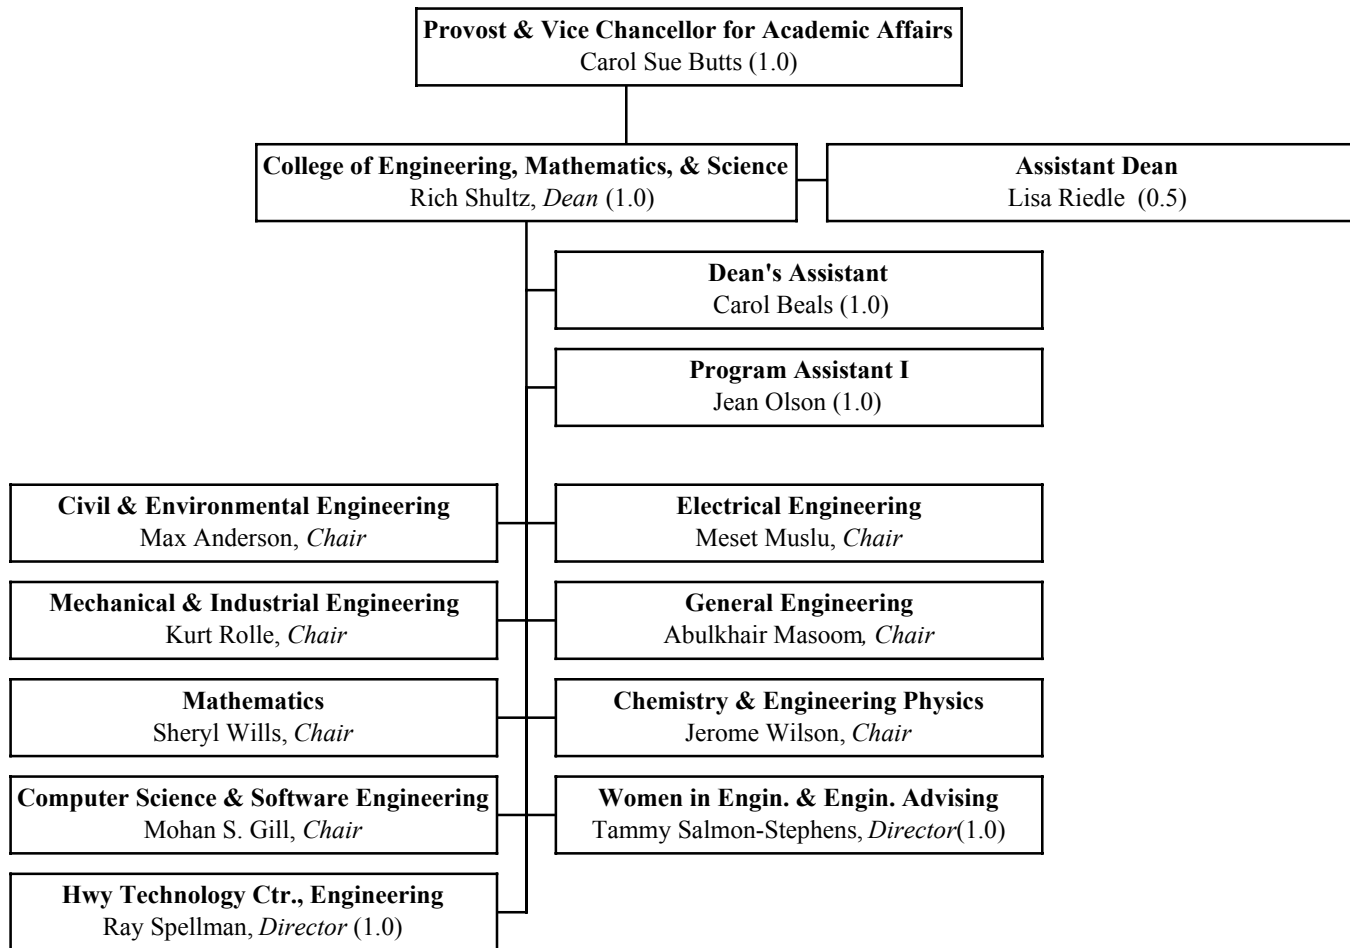 Provost & Vice Chancellor for Academic Affairs
Carol Sue Butts (1.0)
College of Engineering, Mathematics, & Science
Rich Shultz, Dean (1.0)
Assistant Dean
Lisa Riedle (0.5)
Dean's Assistant
Carol Beals (1.0)
Program Assistant I
Jean Olson (1.0)
Civil & Environmental Engineering
Max Anderson, Chair
Electrical Engineering
Meset Muslu, Chair
Mechanical & Industrial Engineering
Kurt Rolle, Chair
General Engineering
Abulkhair Masoom, Chair
Mathematics
Sheryl Wills, Chair
Chemistry & Engineering Physics
Jerome Wilson, Chair
Computer Science & Software Engineering
Mohan S. Gill, Chair
Women in Engin. & Engin. Advising
Tammy Salmon-Stephens, Director(1.0)
Hwy Technology Ctr., Engineering
Ray Spellman, Director (1.0)